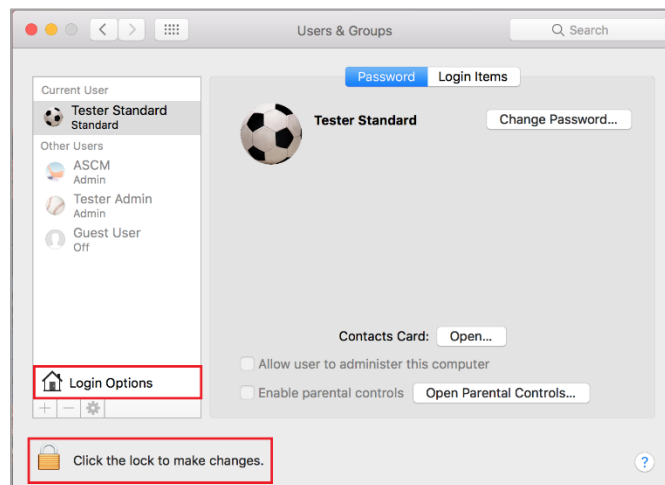 Users & Groups
Search
Password
Login Items
Current User
Tester Standard
Standard
Other Users
ASCM
Admin
Tester Admin
Admin
Guest User
Off
Login Options
Tester Standard
Change Password...
Contacts Card:
Open...
Allow user to administer this computer
Enable parental controls
Open Parental Controls...
Click the lock to make changes.
?